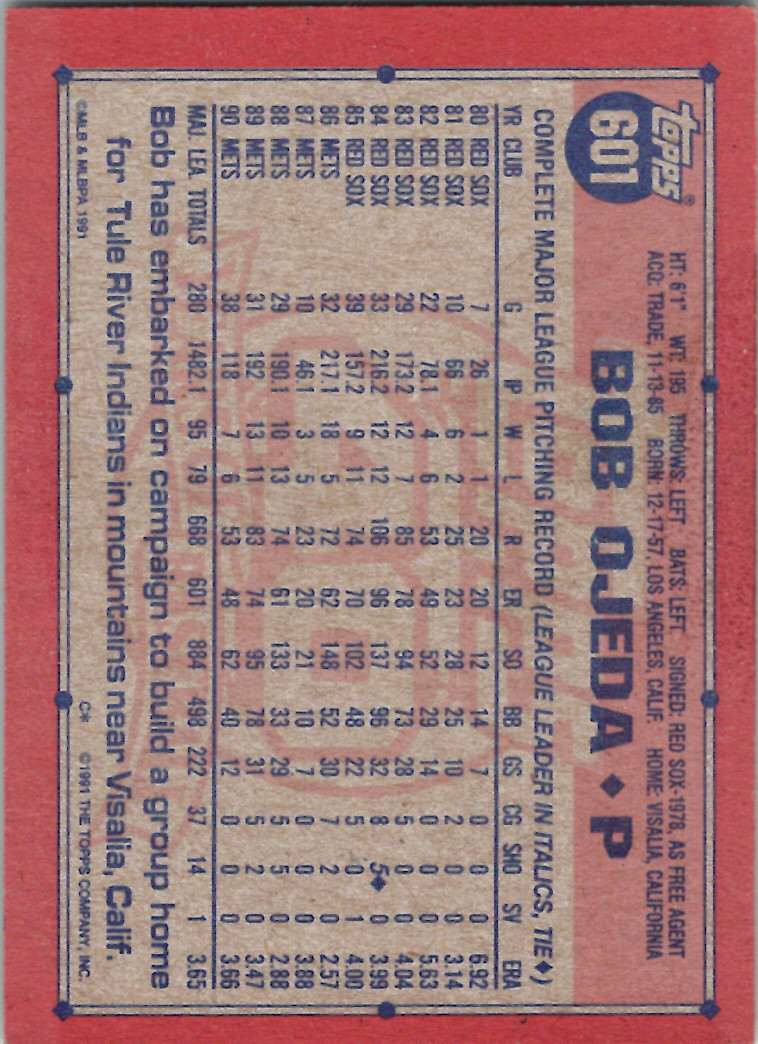 topps®
601
HT: 6'1" WT: 195 THROWS: LEFT BATS: LEFT SIGNED: RED SOX-1978, AS FREE AGENT
ACQ: TRADE, 11-13-85 BORN: 12-17-57, LOS ANGELES, CALIF. HOME: VISALIA, CALIFORNIA
BOB OJEDA ♦ P
COMPLETE MAJOR LEAGUE PITCHING RECORD (LEAGUE LEADER IN ITALICS, TIE♦)
YR CLUB G IP W L R ER SO BB GS CG SHO SV ERA
80 RED SOX 7 26 1 1 20 20 12 14 7 0 0 0 6.92
81 RED SOX 10 66 6 2 25 23 28 25 10 2 0 0 3.14
82 RED SOX 22 78.1 4 6 53 49 52 29 14 0 0 0 5.63
83 RED SOX 29 173.2 12 7 85 78 94 73 28 5 0 0 4.04
84 RED SOX 33 216.2 12 12 106 96 137 96 32 8 5♦ 0 3.99
85 RED SOX 39 157.2 9 11 74 70 102 48 22 5 0 1 4.00
86 METS 32 217.1 18 5 72 62 148 52 30 7 2 0 2.57
87 METS 10 46.1 3 5 23 20 21 10 7 0 0 0 3.88
88 METS 29 190.1 10 13 74 61 133 33 29 5 5 0 2.88
89 METS 31 192 13 11 83 74 95 78 31 5 2 0 3.47
90 METS 38 118 7 6 53 48 62 40 12 0 0 0 3.66
MAJ. LEA. TOTALS 280 1482.1 95 79 668 601 884 498 222 37 14 1 3.65
Bob has embarked on campaign to build a group home
for Tule River Indians in mountains near Visalia, Calif.
©MLB & MLBPA 1991 C* ©1991 THE TOPPS COMPANY, INC.